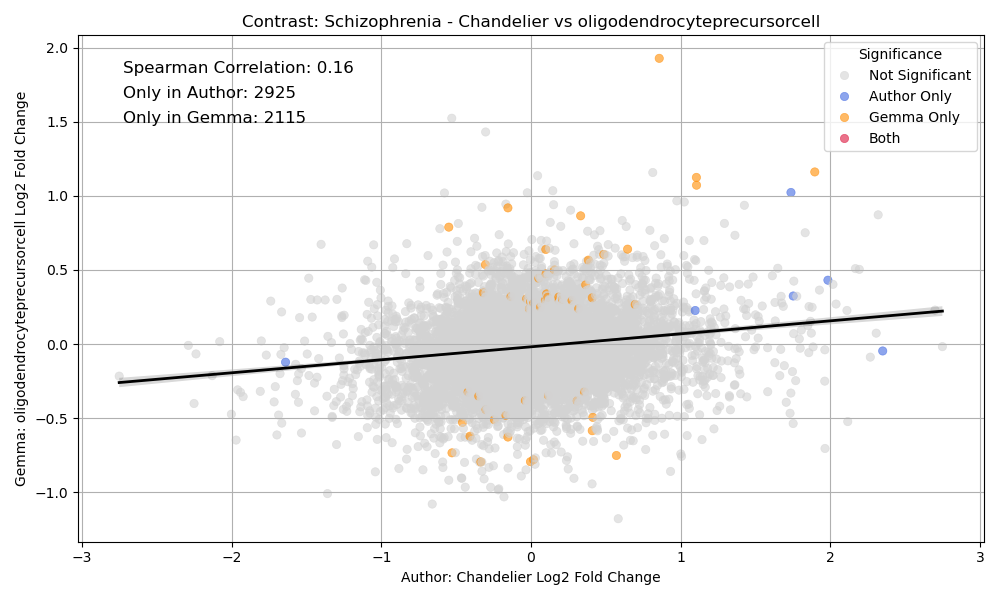 Contrast: Schizophrenia - Chandelier vs oligodendrocyteprecursorcell
Spearman Correlation: 0.16
Only in Author: 2925
Only in Gemma: 2115
Significance
Not Significant
Author Only
Gemma Only
Both
2.0
1.5
1.0
0.5
0.0
−0.5
−1.0
Gemma: oligodendrocyteprecursorcell Log2 Fold Change
−3
−2
−1
0
1
2
3
Author: Chandelier Log2 Fold Change